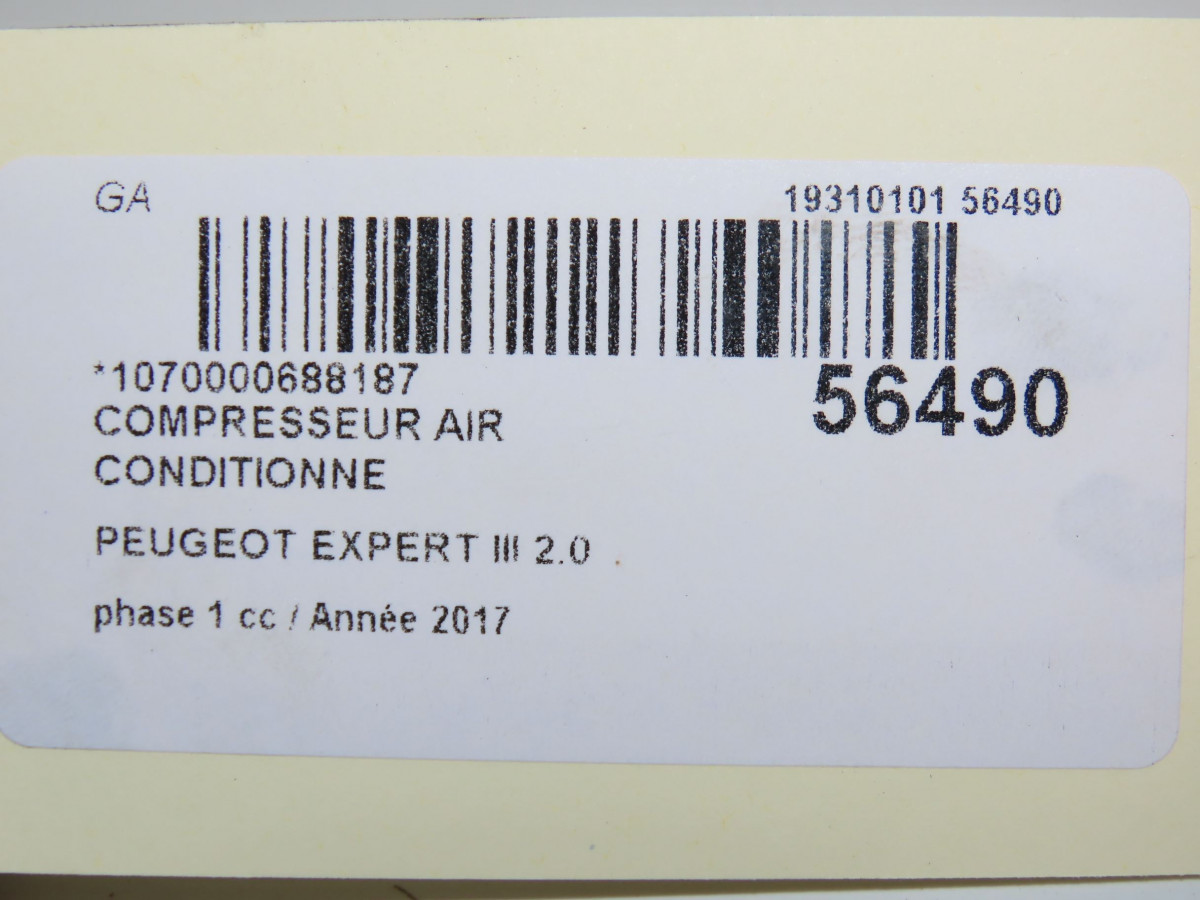 GA
19310101 56490
*1070000688187
56490
COMPRESSEUR AIR
CONDITIONNE
PEUGEOT EXPERT III 2.0
phase 1 cc / Année 2017